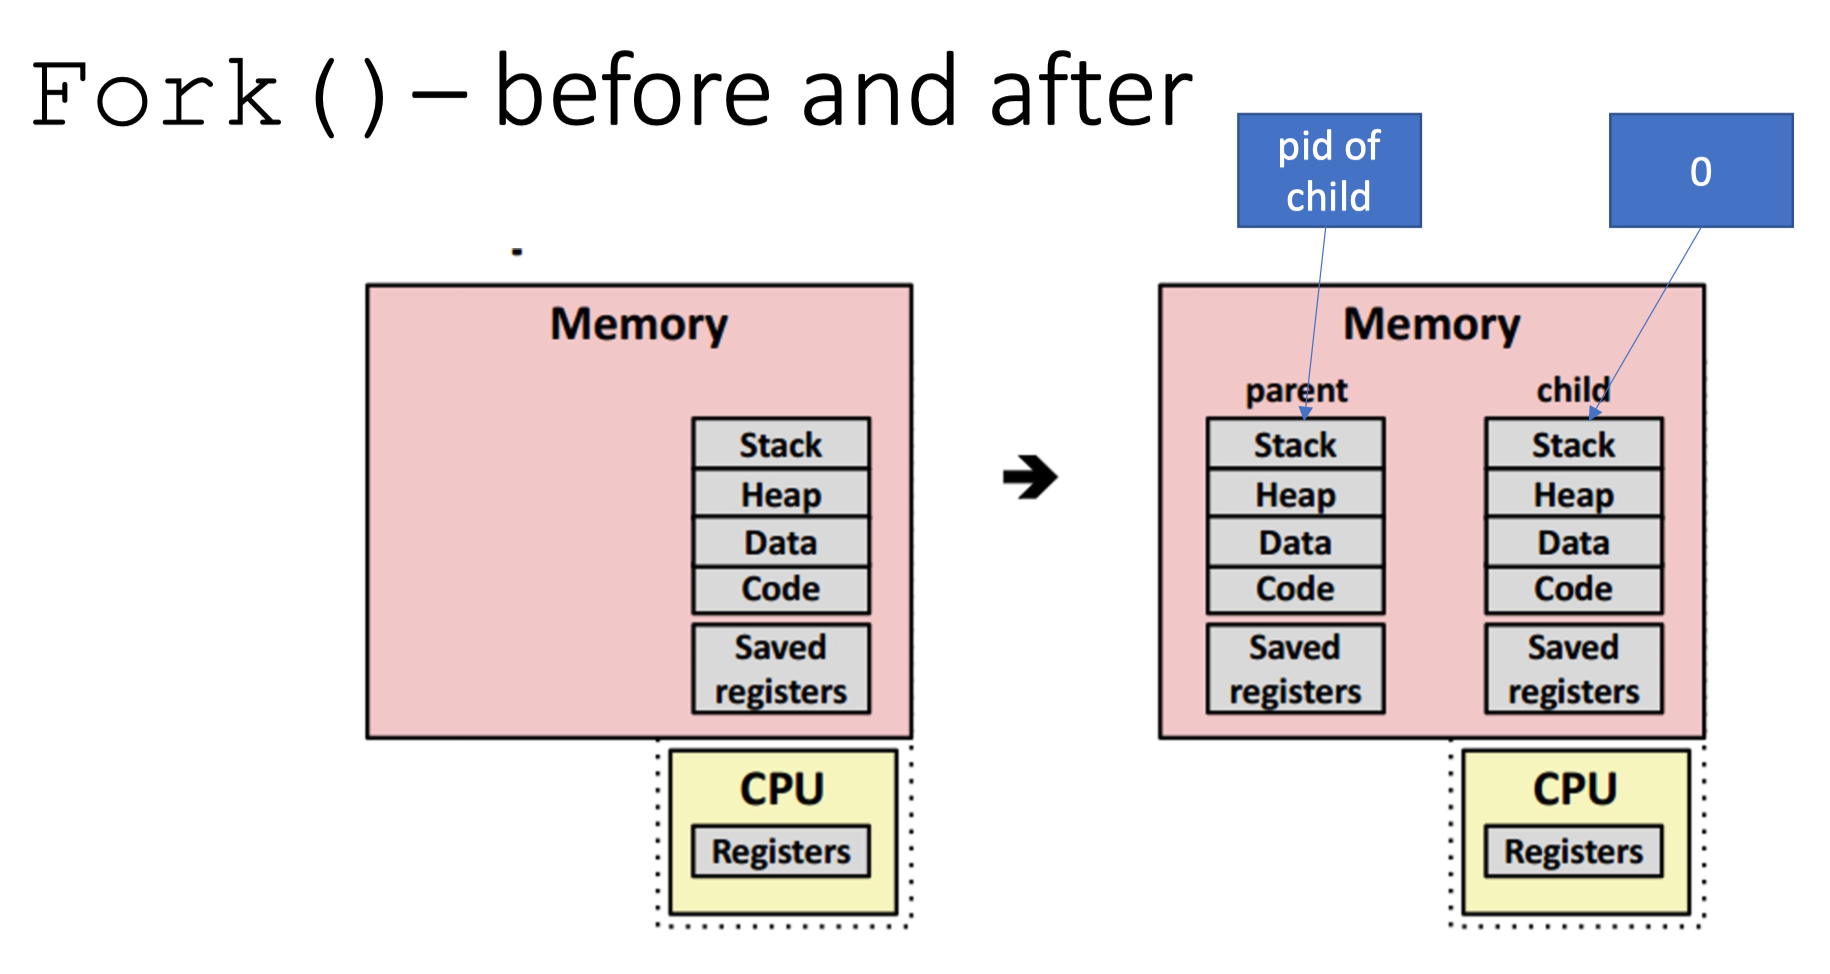 Fork()– before and after
pid of
child
0
-
Memory
Stack
Heap
Data
Code
Saved
registers
CPU
Registers
Memory
parent
child
Stack
Heap
Data
Code
Saved
registers
Stack
Heap
Data
Code
Saved
registers
CPU
Registers